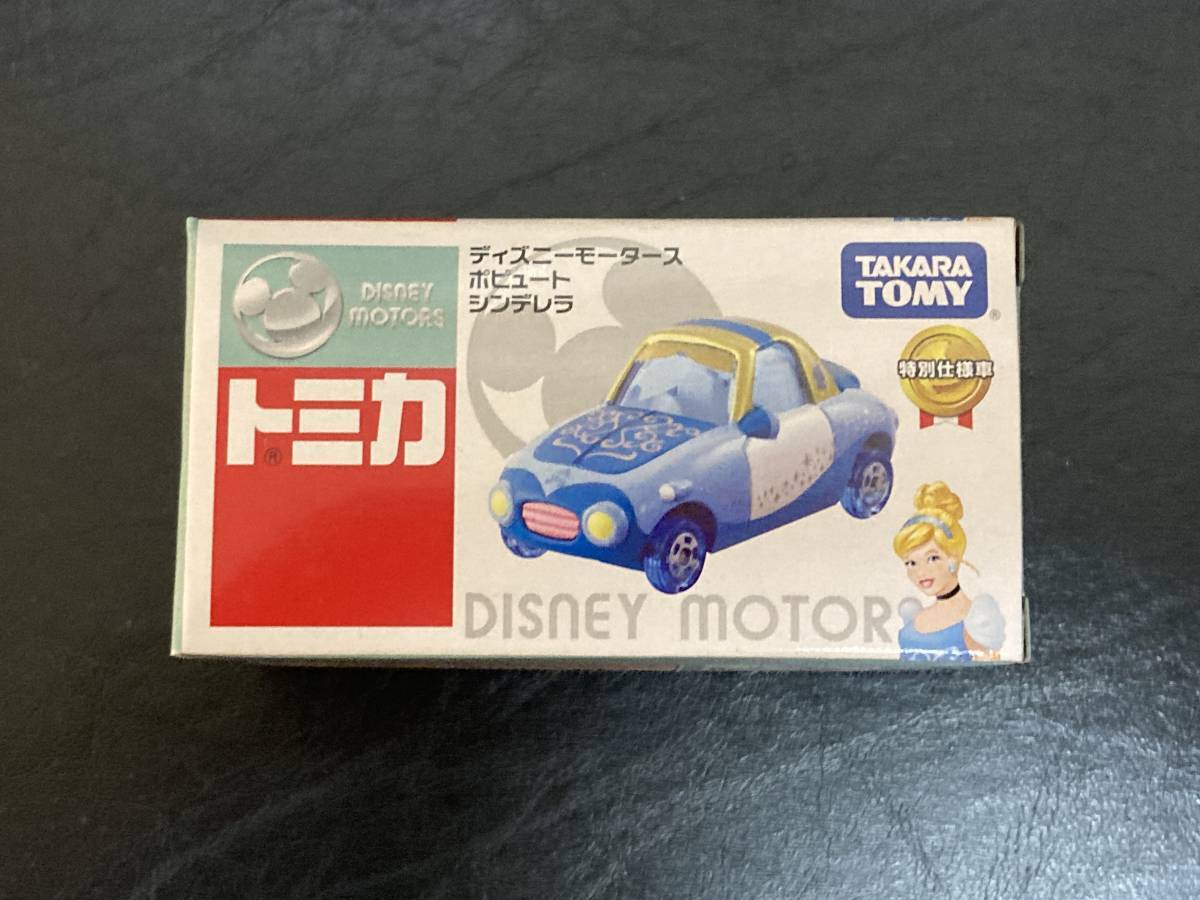 DISNEY
MOTORS
トミカ
®
ディズニーモータース
ポピュート
シンデレラ
TAKARA
TOMY
®
特別仕様車
DISNEY MOTORS